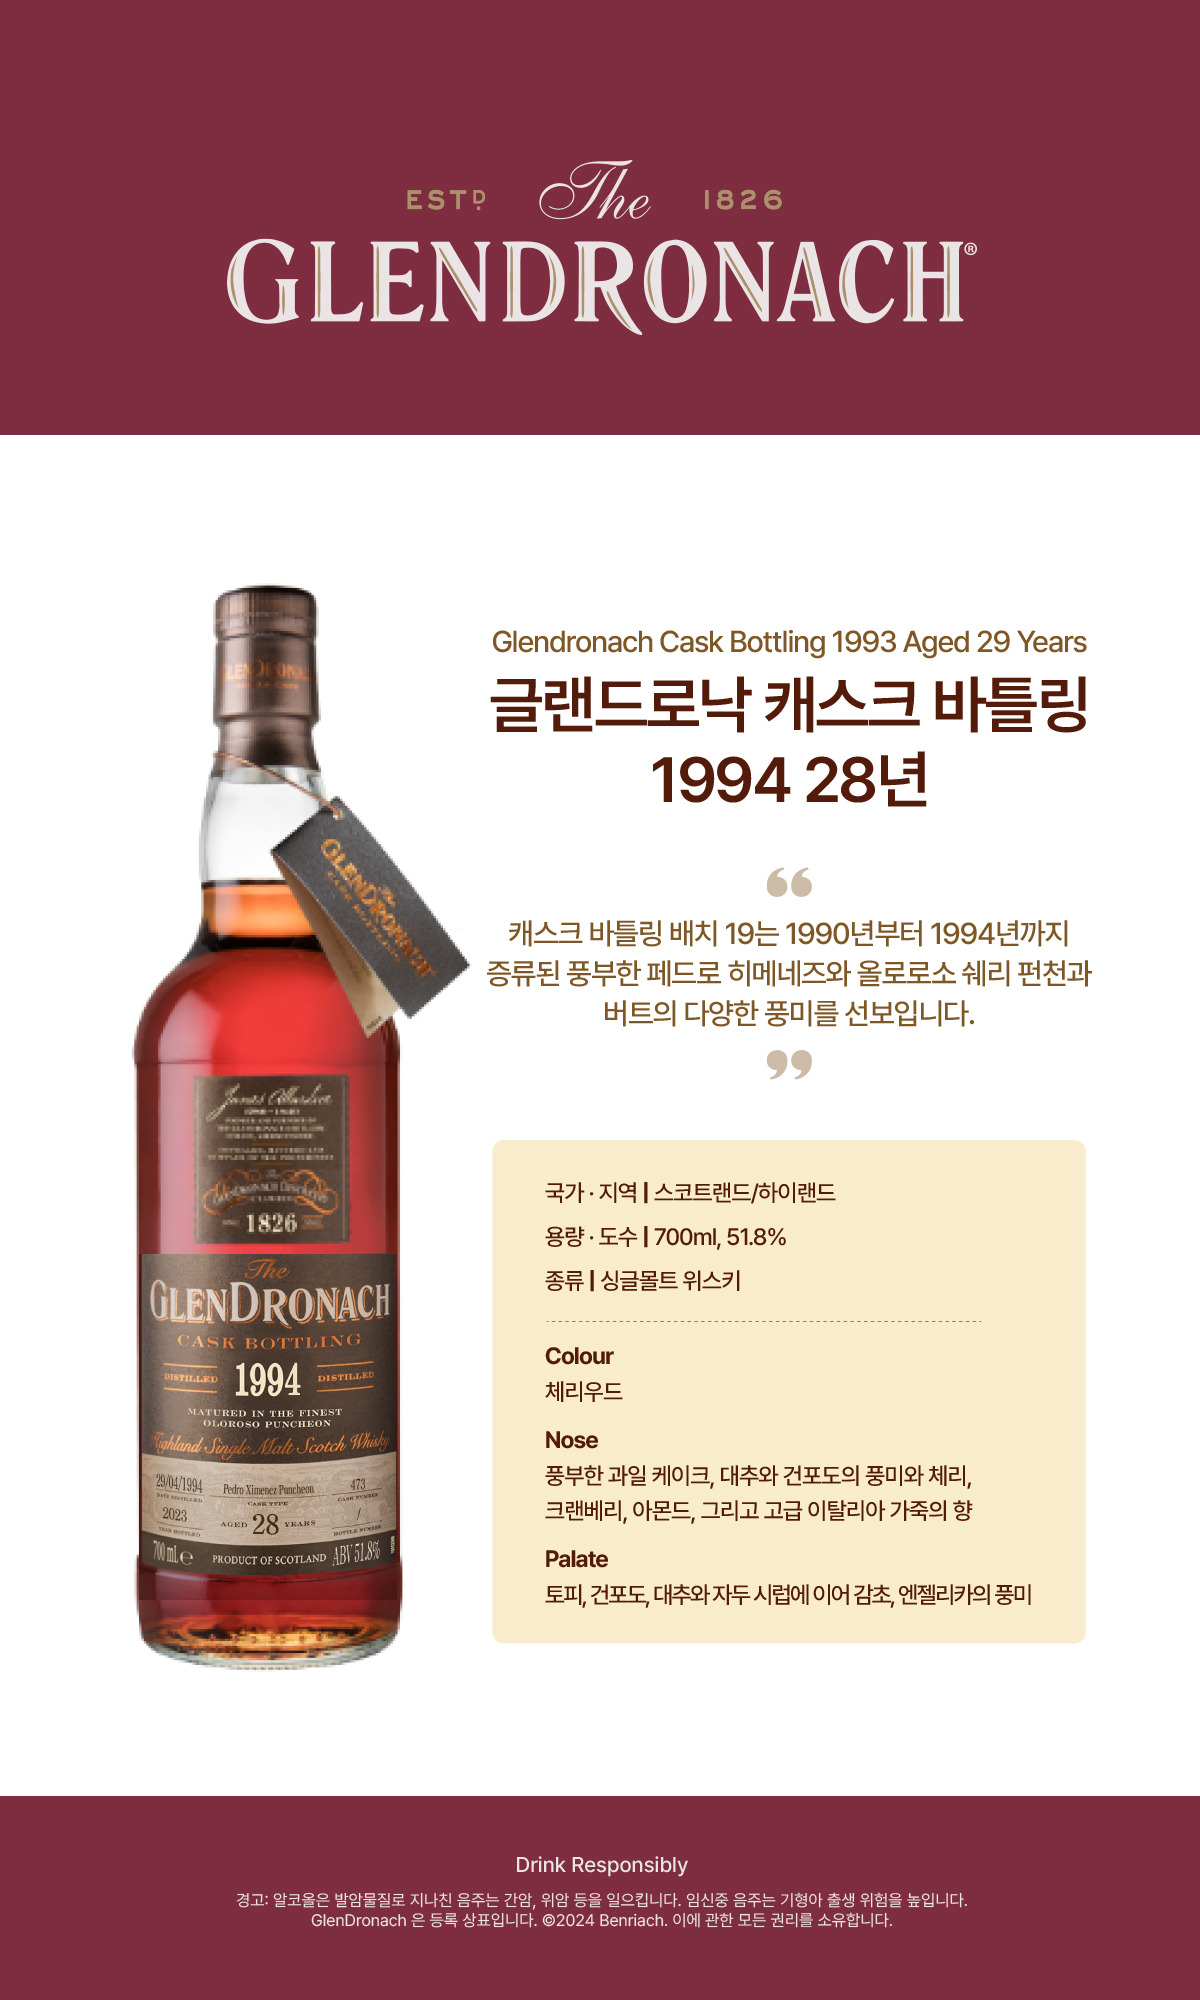 ESTD The 1826
GLENDRONACH®
Glendronach Cask Bottling 1993 Aged 29 Years
글랜드로낙 캐스크 바틀링
1994 28년
“
캐스크 바틀링 배치 19는 1990년부터 1994년까지
증류된 풍부한 페드로 히메네즈와 올로로소 쉐리 펀천과
버트의 다양한 풍미를 선보입니다.
”
국가 · 지역 | 스코트랜드/하이랜드
용량 · 도수 | 700ml, 51.8%
종류 | 싱글몰트 위스키
Colour
체리우드
Nose
풍부한 과일 케이크, 대추와 건포도의 풍미와 체리,
크랜베리, 아몬드, 그리고 고급 이탈리아 가죽의 향
Palate
토피, 건포도, 대추와 자두 시럽에 이어 감초, 엔젤리카의 풍미
GLENDRONACH
The
GLENDRONACH
1826
The
GLENDRONACH
CASK BOTTLING
DISTILLED 1994 DISTILLED
MATURED IN THE FINEST
OLOROSO PUNCHEON
Highland Single Malt Scotch Whisky
29/04/1994 Pedro Ximenez Puncheon 473
DATE DISTILLED CASK TYPE CASK NUMBER
2023 AGED 28 YEARS /
YEAR BOTTLED BOTTLE NUMBER
700 mL e PRODUCT OF SCOTLAND ABV 51.8%
Drink Responsibly
경고: 알코올은 발암물질로 지나친 음주는 간암, 위암 등을 일으킵니다. 임신중 음주는 기형아 출생 위험을 높입니다.
GlenDronach 은 등록 상표입니다. ©2024 Benriach. 이에 관한 모든 권리를 소유합니다.